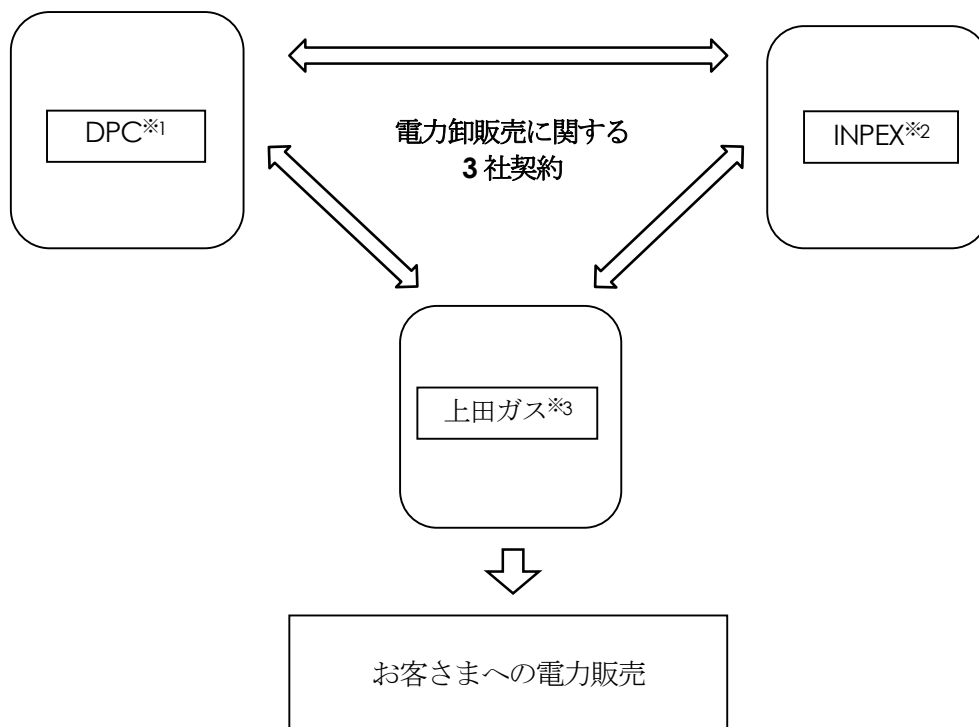 DPC※1
電力卸販売に関する
3 社契約
INPEX※2
上田ガス※3
お客さまへの電力販売